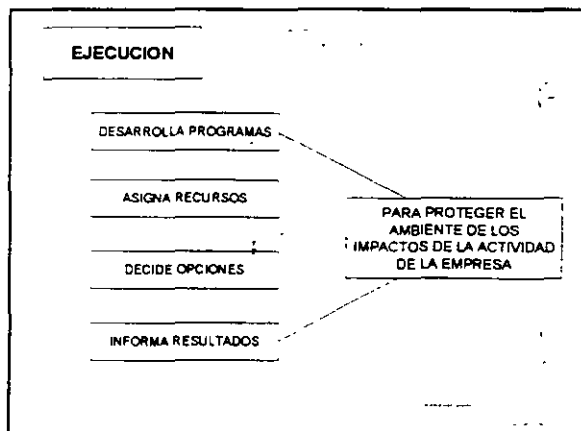 EJECUCION
DESARROLLA PROGRAMAS
ASIGNA RECURSOS
DECIDE OPCIONES
INFORMA RESULTADOS
PARA PROTEGER EL
AMBIENTE DE LOS
IMPACTOS DE LA ACTIVIDAD
DE LA EMPRESA